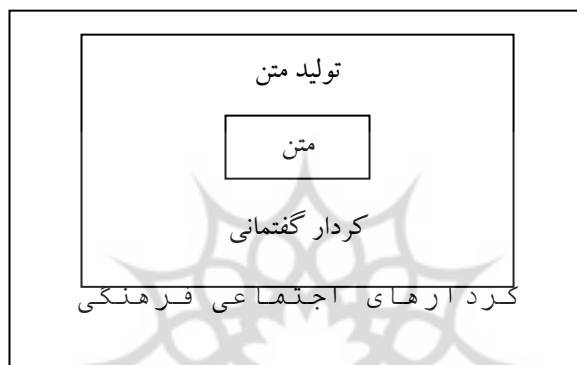 تولید متن
متن
کردار گفتمانی
کردارهای اجتماعی فرهنگی